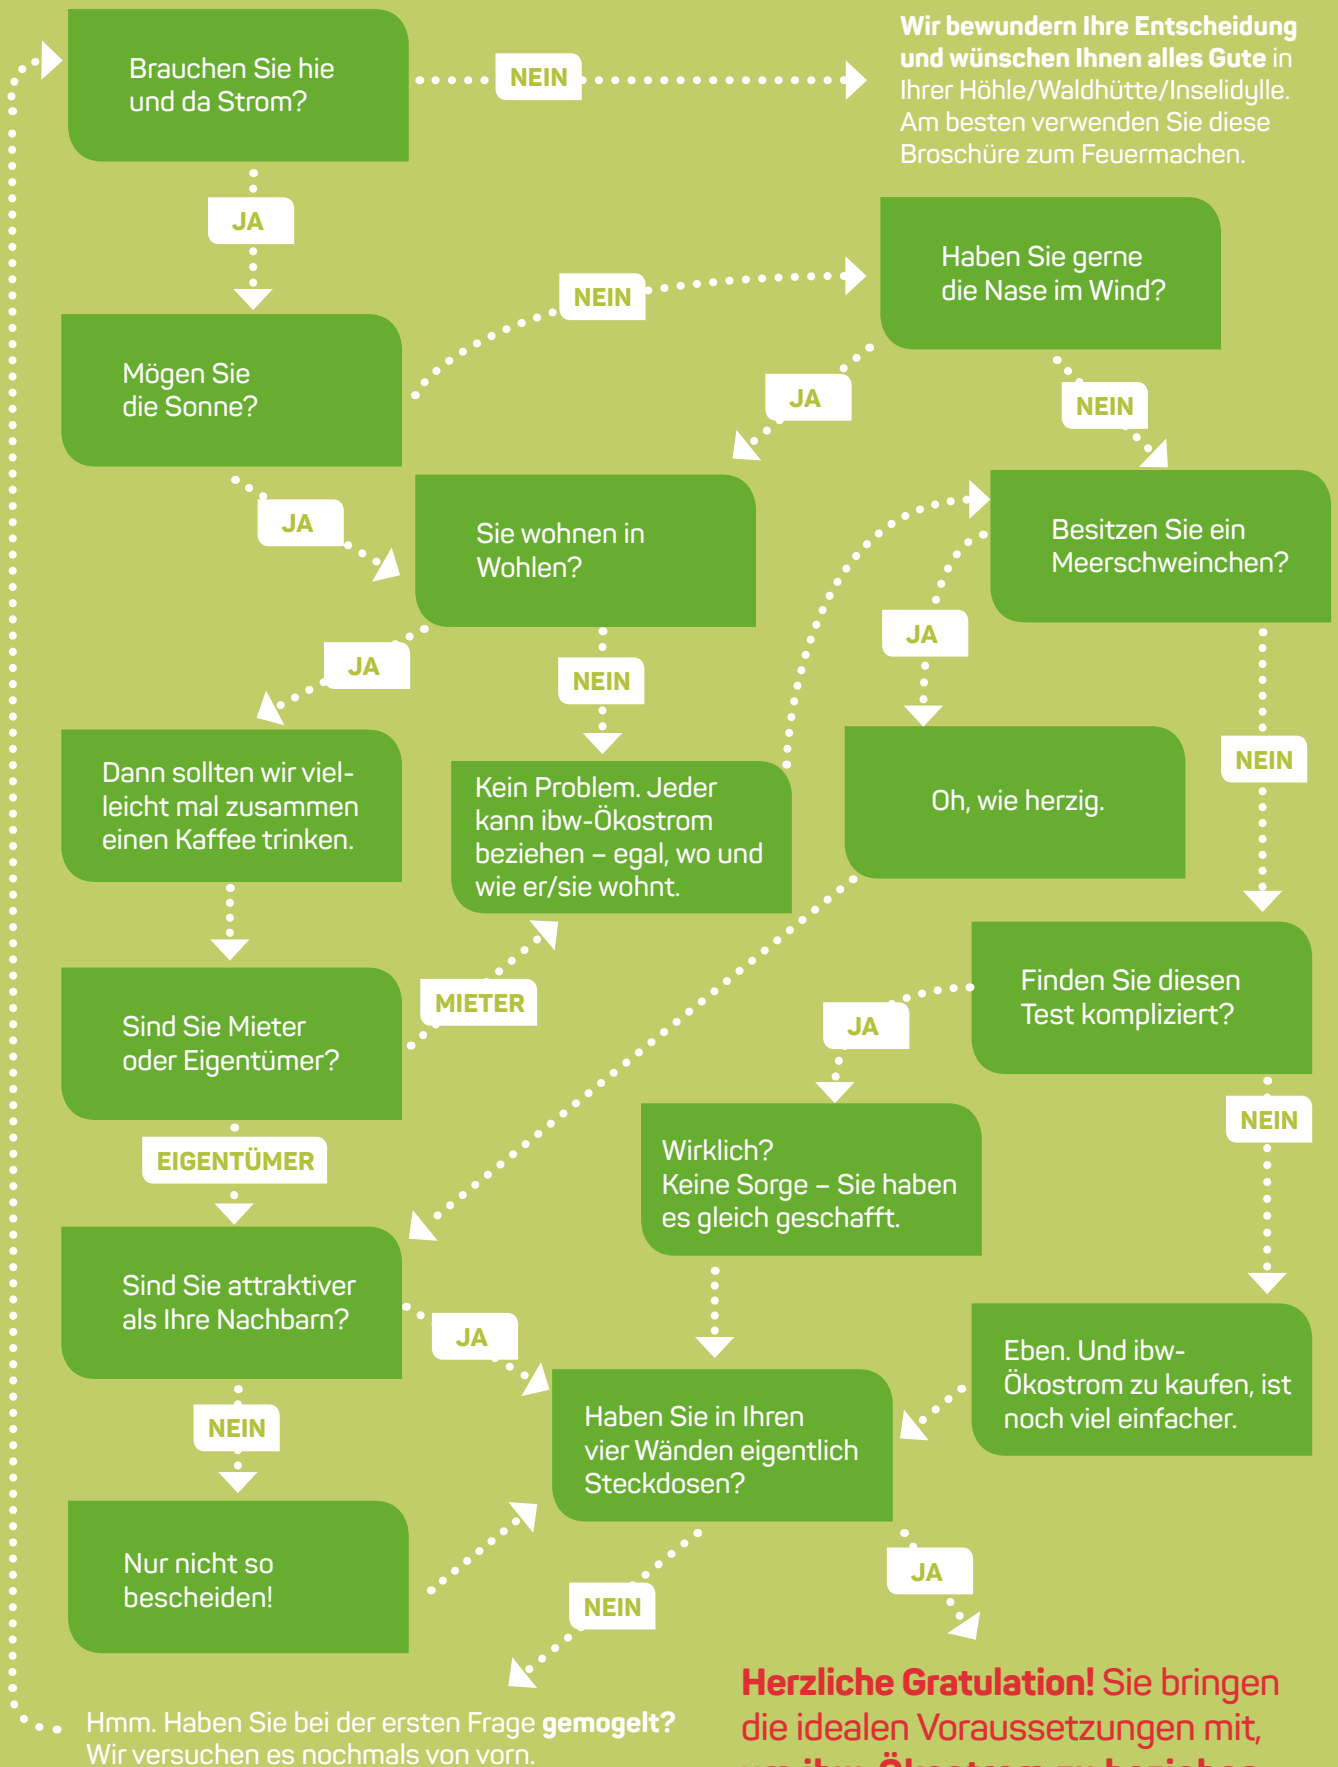 Brauchen Sie hie
und da Strom?
NEIN
Wir bewundern Ihre Entscheidung
und wünschen Ihnen alles Gute in
Ihrer Höhle/Waldhütte/Inselidylle.
Am besten verwenden Sie diese
Broschüre zum Feuermachen.
JA
Haben Sie gerne
die Nase im Wind?
NEIN
Mögen Sie
die Sonne?
JA
NEIN
JA
Sie wohnen in
Wohlen?
Besitzen Sie ein
Meerschweinchen?
JA
NEIN
JA
NEIN
Dann sollten wir viel-
leicht mal zusammen
einen Kaffee trinken.
Kein Problem. Jeder
kann ibw-Ökostrom
beziehen – egal, wo und
wie er/sie wohnt.
Oh, wie herzig.
MIETER
Sind Sie Mieter
oder Eigentümer?
Finden Sie diesen
Test kompliziert?
JA
NEIN
EIGENTÜMER
Wirklich?
Keine Sorge – Sie haben
es gleich geschafft.
Sind Sie attraktiver
als Ihre Nachbarn?
JA
Eben. Und ibw-
Ökostrom zu kaufen, ist
noch viel einfacher.
NEIN
Haben Sie in Ihren
vier Wänden eigentlich
Steckdosen?
Nur nicht so
bescheiden!
NEIN
JA
Hmm. Haben Sie bei der ersten Frage gemogelt?
Wir versuchen es nochmals von vorn.
Herzliche Gratulation! Sie bringen
die idealen Voraussetzungen mit,
um ibw-Ökostrom zu beziehen